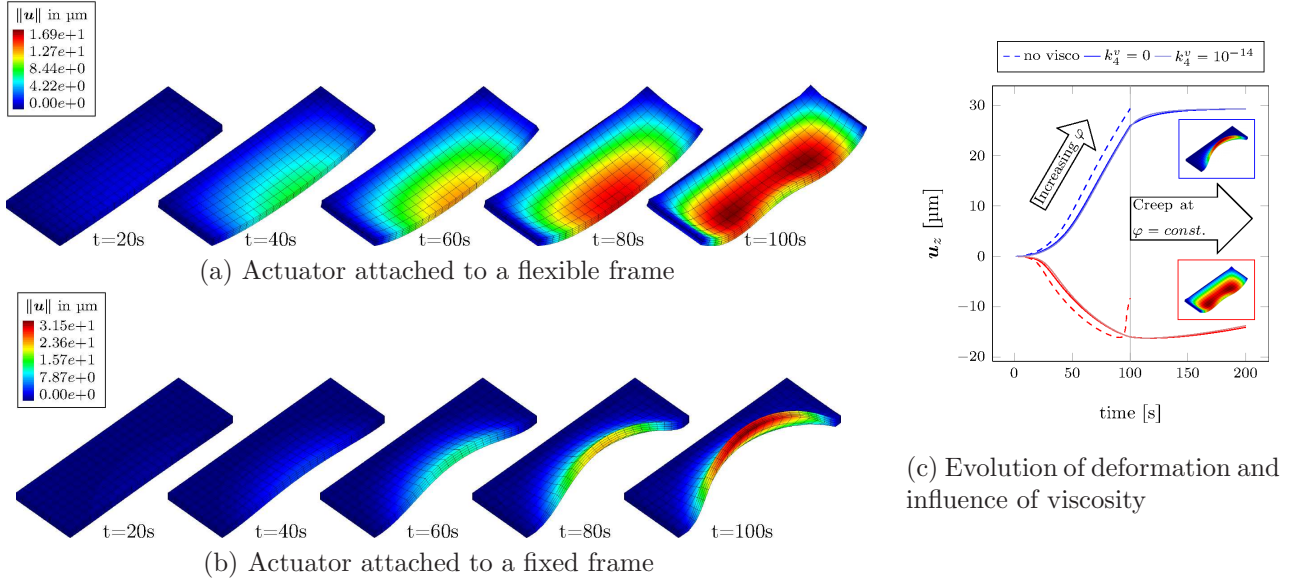 ‖u‖ in µm
1.69e+1
1.27e+1
8.44e+0
4.22e+0
0.00e+0
t=20s
t=40s
t=60s
t=80s
t=100s
(a) Actuator attached to a flexible frame
‖u‖ in µm
3.15e+1
2.36e+1
1.57e+1
7.87e+0
0.00e+0
t=20s
t=40s
t=60s
t=80s
t=100s
(b) Actuator attached to a fixed frame
no visco k₄ᵛ = 0 k₄ᵛ = 10⁻¹⁴
30
20
10
0
−10
−20
u_z [µm]
Increasing φ
Creep at
φ = const.
0 50 100 150 200
time [s]
(c) Evolution of deformation and
influence of viscosity